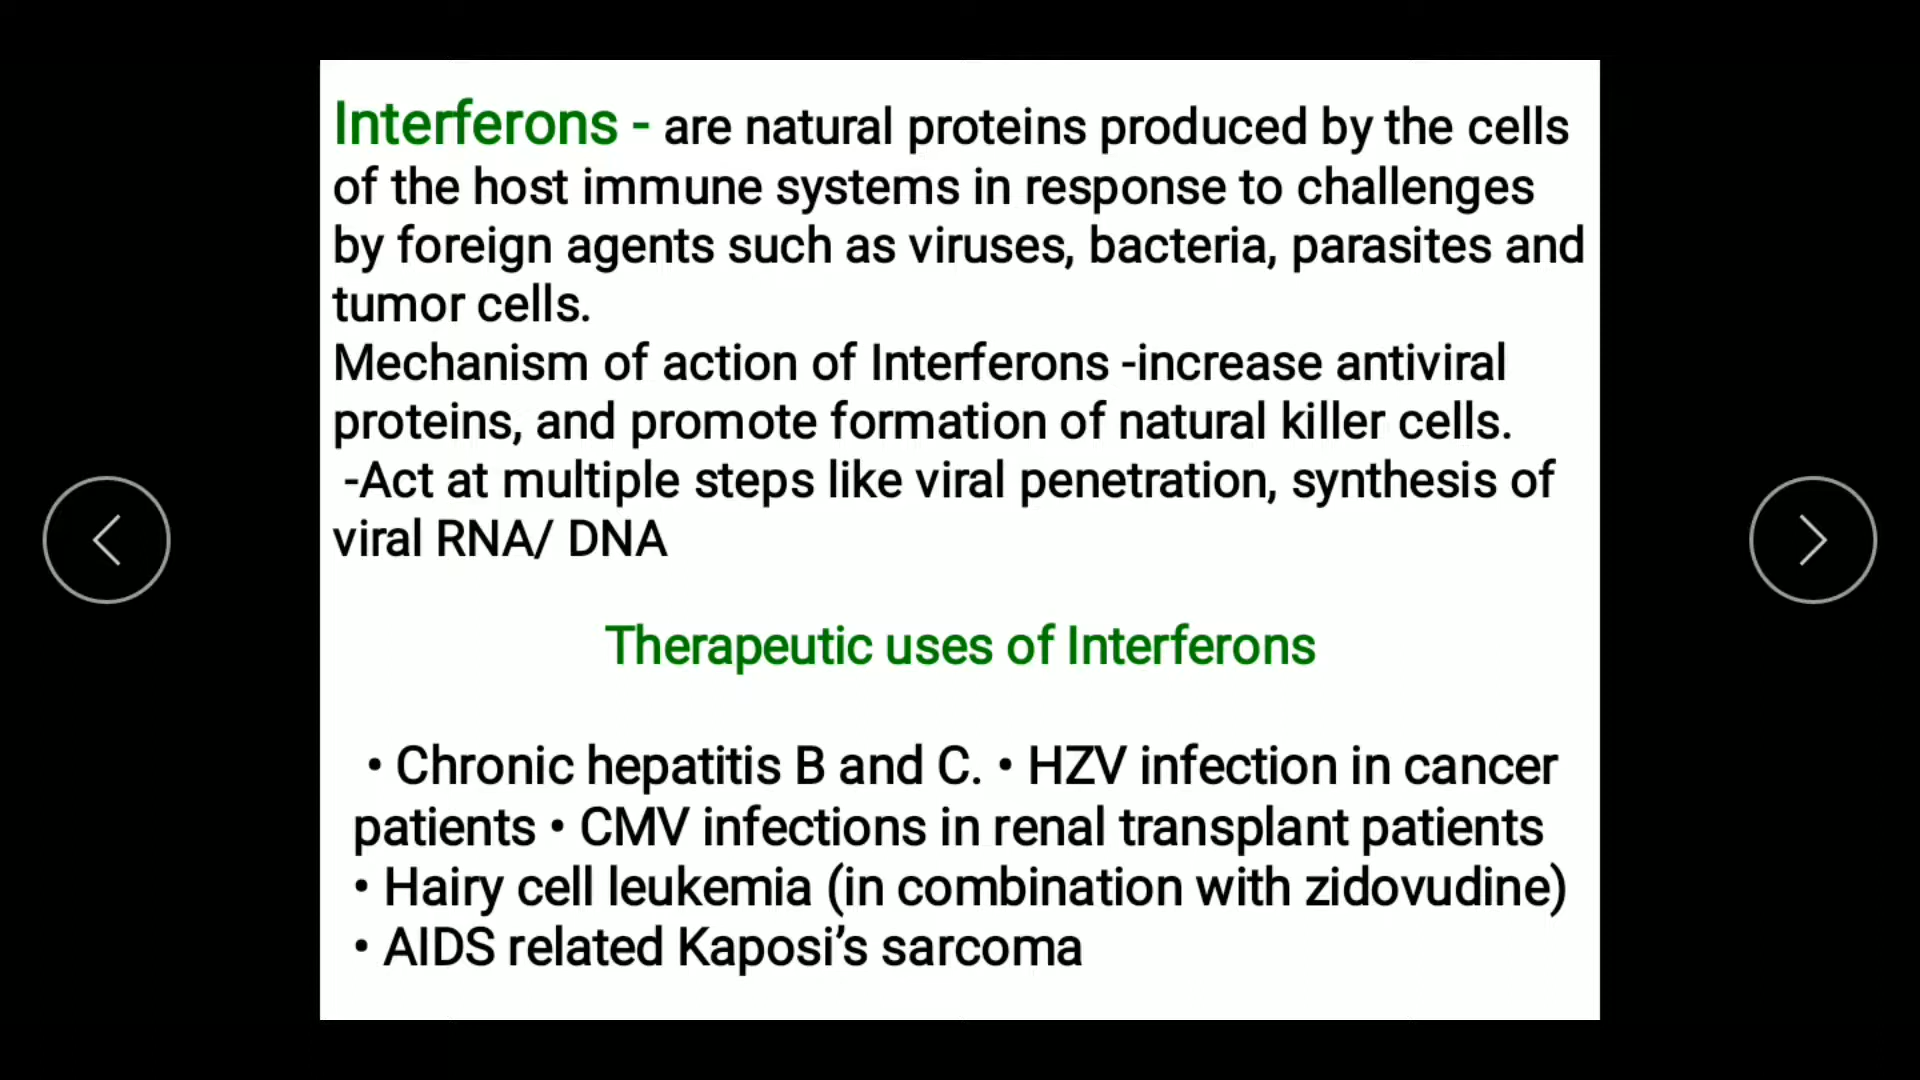 Interferons - are natural proteins produced by the cells
of the host immune systems in response to challenges
by foreign agents such as viruses, bacteria, parasites and
tumor cells.
Mechanism of action of Interferons -increase antiviral
proteins, and promote formation of natural killer cells.
-Act at multiple steps like viral penetration, synthesis of
viral RNA/ DNA
Therapeutic uses of Interferons
• Chronic hepatitis B and C. • HZV infection in cancer
patients • CMV infections in renal transplant patients
• Hairy cell leukemia (in combination with zidovudine)
• AIDS related Kaposi’s sarcoma